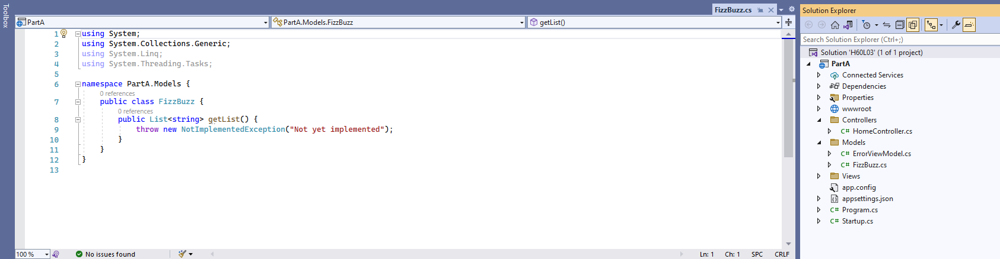 Toolbox
FizzBuzz.cs
PartA
PartA.Models.FizzBuzz
getList()
1 using System;
2 using System.Collections.Generic;
3 using System.Linq;
4 using System.Threading.Tasks;
5
6 namespace PartA.Models {
0 references
7 public class FizzBuzz {
0 references
8 public List<string> getList() {
9 throw new NotImplementedException("Not yet implemented");
10 }
11 }
12 }
13
100 %
No issues found
Ln: 1 Ch: 1 SPC CRLF
Solution Explorer
Search Solution Explorer (Ctrl+;)
Solution 'H60L03' (1 of 1 project)
PartA
Connected Services
Dependencies
Properties
wwwroot
Controllers
C# HomeController.cs
Models
C# ErrorViewModel.cs
C# FizzBuzz.cs
Views
app.config
appsettings.json
C# Program.cs
C# Startup.cs